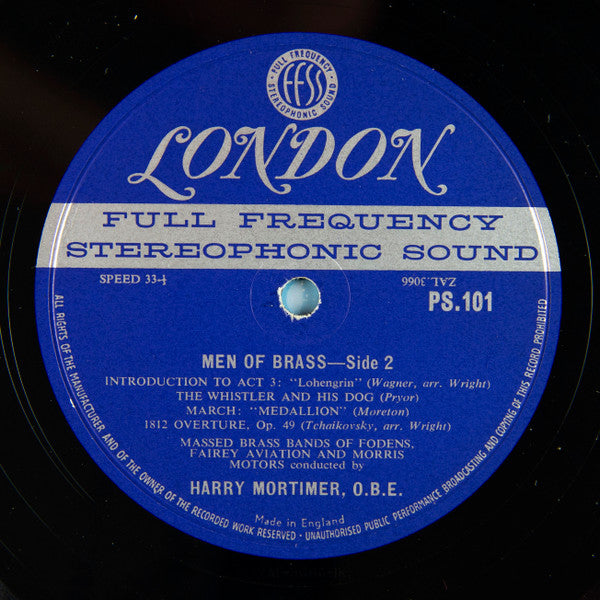 FULL FREQUENCY
FFSS
STEREOPHONIC SOUND
LONDON
FULL FREQUENCY
STEREOPHONIC SOUND
SPEED 33⅓
ZAL.3066
PS.101
MEN OF BRASS—Side 2
INTRODUCTION TO ACT 3: "Lohengrin" (Wagner, arr. Wright)
THE WHISTLER AND HIS DOG (Pryor)
MARCH: "MEDALLION" (Moreton)
1812 OVERTURE, Op. 49 (Tchaikovsky, arr. Wright)
MASSED BRASS BANDS OF FODENS,
FAIREY AVIATION AND MORRIS
MOTORS conducted by
HARRY MORTIMER, O.B.E.
Made in England
ALL RIGHTS OF THE MANUFACTURER AND OF THE OWNER OF THE RECORDED WORK RESERVED · UNAUTHORISED PUBLIC PERFORMANCE BROADCASTING AND COPYING OF THIS RECORD PROHIBITED